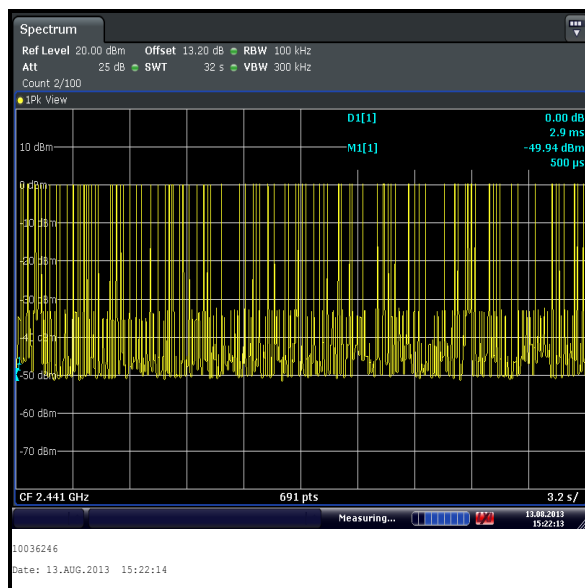 Spectrum
Ref Level 20.00 dBm Offset 13.20 dB RBW 100 kHz
Att 25 dB SWT 32 s VBW 300 kHz
Count 2/100
1Pk View
D1[1] 0.00 dB
2.9 ms
10 dBm M1[1] -49.94 dBm
500 µs
0 dBm
-10 dBm
-20 dBm
-30 dBm
-40 dBm
-50 dBm
-60 dBm
-70 dBm
CF 2.441 GHz 691 pts 3.2 s/
Measuring... 13.08.2013
15:22:13
10036246
Date: 13.AUG.2013 15:22:14